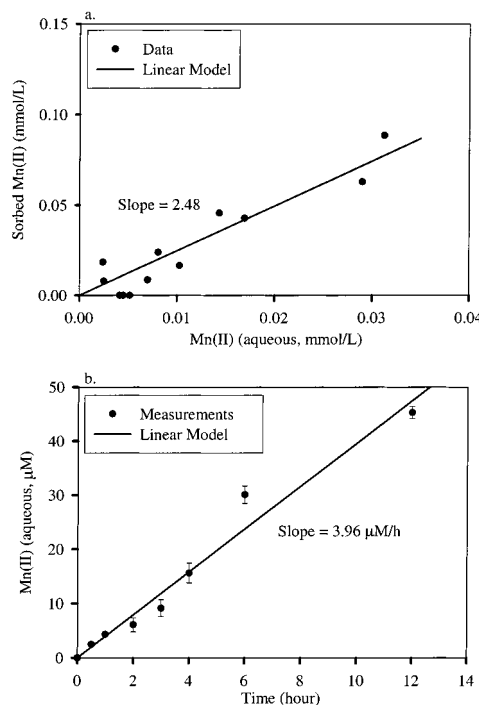 a.
Data
Linear Model
Sorbed Mn(II) (mmol/L)
0.15
0.10
0.05
0.00
Slope = 2.48
0.00 0.01 0.02 0.03 0.04
Mn(II) (aqueous, mmol/L)
b.
Measurements
Linear Model
Mn(II) (aqueous, μM)
50
40
30
20
10
0
Slope = 3.96 μM/h
0 2 4 6 8 10 12 14
Time (hour)